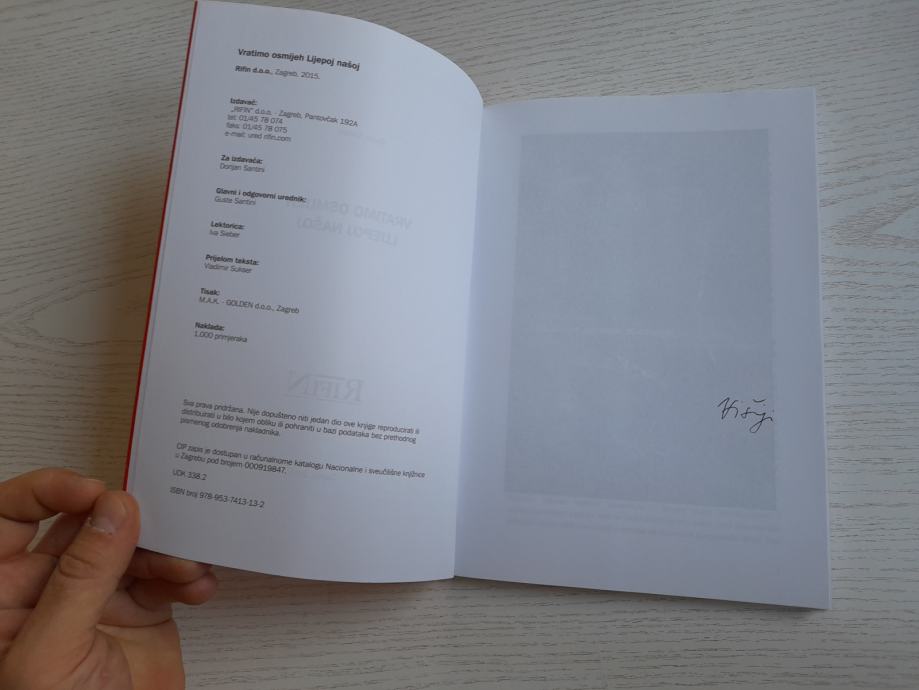 Vratimo osmijeh Lijepoj našoj
Rifin d.o.o., Zagreb, 2015.
Izdavač:
„RIFIN" d.o.o. - Zagreb, Pantovčak 192A
tel: 01/45 78 074
faks: 01/45 78 075
e-mail: ured rifin.com
Za izdavača:
Donjan Santini
Glavni i odgovorni urednik:
Guste Santini
Lektorica:
Iva Sieber
Prijelom teksta:
Vladimir Sukser
Tisak:
M.A.K. - GOLDEN d.o.o., Zagreb
Naklada:
1.000 primjeraka
Sva prava pridržana. Nije dopušteno niti jedan dio ove knjige reproducirati ili
distribuirati u bilo kojem obliku ili pohraniti u bazi podataka bez prethodnog
pismenog odobrenja nakladnika.
CIP zapis je dostupan u računalnome katalogu Nacionalne i sveučilišne knjižnice
u Zagrebu pod brojem 000919847.
UDK 338.2
ISBN broj 978-953-7413-13-2
VRATIMO OSMIJEH
LIJEPOJ NAŠOJ
RIFIN